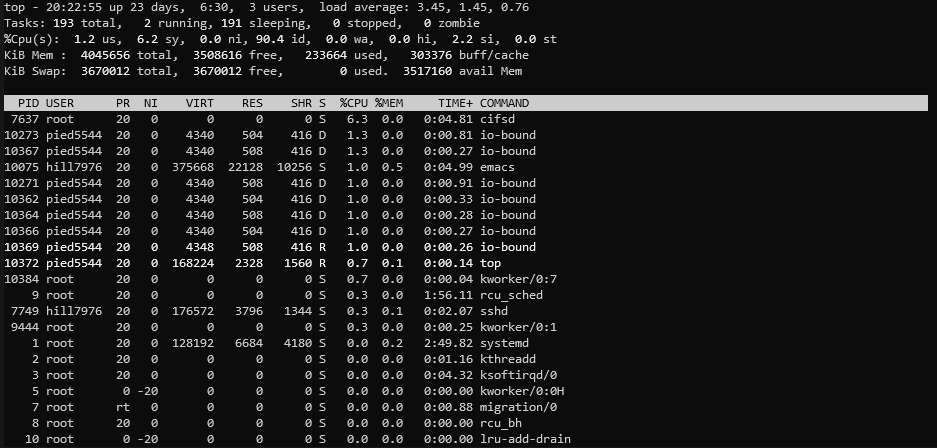 top - 20:22:55 up 23 days,  6:30,  3 users,  load average: 3.45, 1.45, 0.76
Tasks: 193 total,   2 running, 191 sleeping,   0 stopped,   0 zombie
%Cpu(s):  1.2 us,  6.2 sy,  0.0 ni, 90.4 id,  0.0 wa,  0.0 hi,  2.2 si,  0.0 st
KiB Mem :  4045656 total,  3508616 free,   233664 used,   303376 buff/cache
KiB Swap:  3670012 total,  3670012 free,        0 used.  3517160 avail Mem
  PID USER      PR  NI    VIRT    RES    SHR S  %CPU %MEM     TIME+ COMMAND
 7637 root      20   0       0      0      0 S   6.3  0.0   0:04.81 cifsd
10273 pied5544  20   0    4340    504    416 D   1.3  0.0   0:00.81 io-bound
10367 pied5544  20   0    4340    508    416 D   1.3  0.0   0:00.27 io-bound
10075 hill7976  20   0  375668  22128  10256 S   1.0  0.5   0:04.99 emacs
10271 pied5544  20   0    4340    508    416 D   1.0  0.0   0:00.91 io-bound
10362 pied5544  20   0    4340    504    416 D   1.0  0.0   0:00.33 io-bound
10364 pied5544  20   0    4340    508    416 D   1.0  0.0   0:00.28 io-bound
10366 pied5544  20   0    4340    504    416 D   1.0  0.0   0:00.27 io-bound
10369 pied5544  20   0    4348    508    416 R   1.0  0.0   0:00.26 io-bound
10372 pied5544  20   0  168224   2328   1560 R   0.7  0.1   0:00.14 top
10384 root      20   0       0      0      0 S   0.7  0.0   0:00.04 kworker/0:7
    9 root      20   0       0      0      0 S   0.3  0.0   1:56.11 rcu_sched
 7749 hill7976  20   0  176572   3796   1344 S   0.3  0.1   0:02.07 sshd
 9444 root      20   0       0      0      0 S   0.3  0.0   0:00.25 kworker/0:1
    1 root      20   0  128192   6684   4180 S   0.0  0.2   2:49.82 systemd
    2 root      20   0       0      0      0 S   0.0  0.0   0:01.16 kthreadd
    3 root      20   0       0      0      0 S   0.0  0.0   0:04.32 ksoftirqd/0
    5 root       0 -20       0      0      0 S   0.0  0.0   0:00.00 kworker/0:0H
    7 root      rt   0       0      0      0 S   0.0  0.0   0:00.88 migration/0
    8 root      20   0       0      0      0 S   0.0  0.0   0:00.00 rcu_bh
   10 root       0 -20       0      0      0 S   0.0  0.0   0:00.00 lru-add-drain